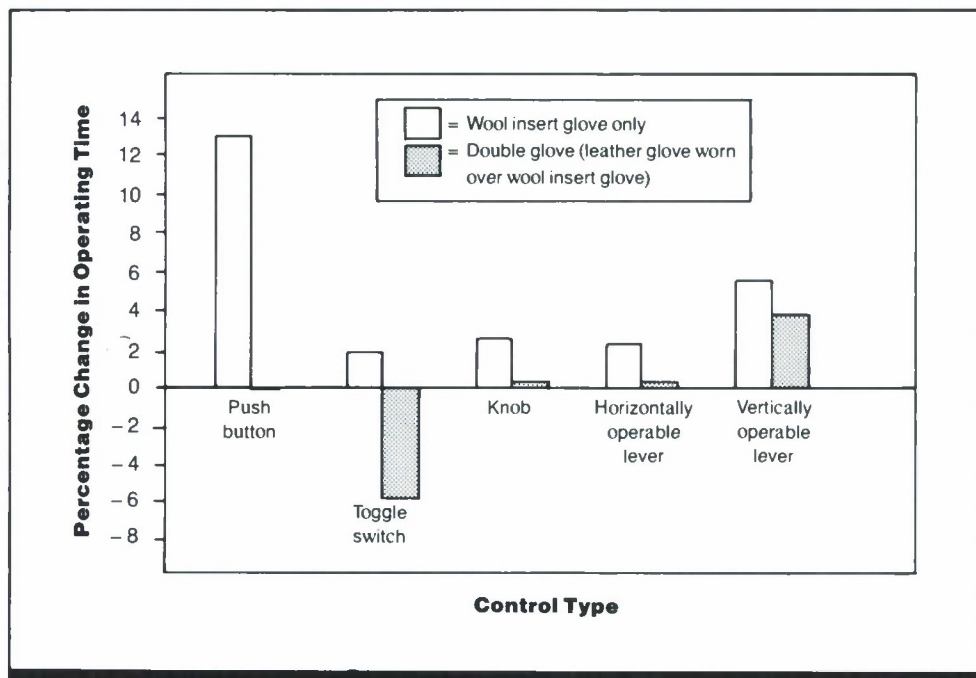 Percentage Change in Operating Time
14
12
10
8
6
4
2
0
– 2
– 4
– 6
– 8
= Wool insert glove only
= Double glove (leather glove worn
over wool insert glove)
Push
button
Toggle
switch
Knob
Horizontally
operable
lever
Vertically
operable
lever
Control Type